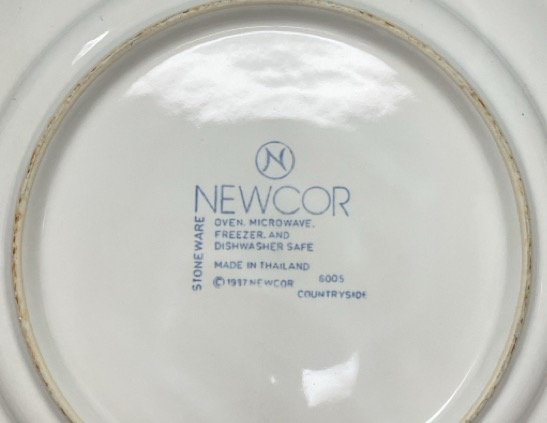 N
NEWCOR
STONEWARE
OVEN, MICROWAVE,
FREEZER, AND
DISHWASHER SAFE
MADE IN THAILAND
© 1997 NEWCOR
6005
COUNTRYSIDE